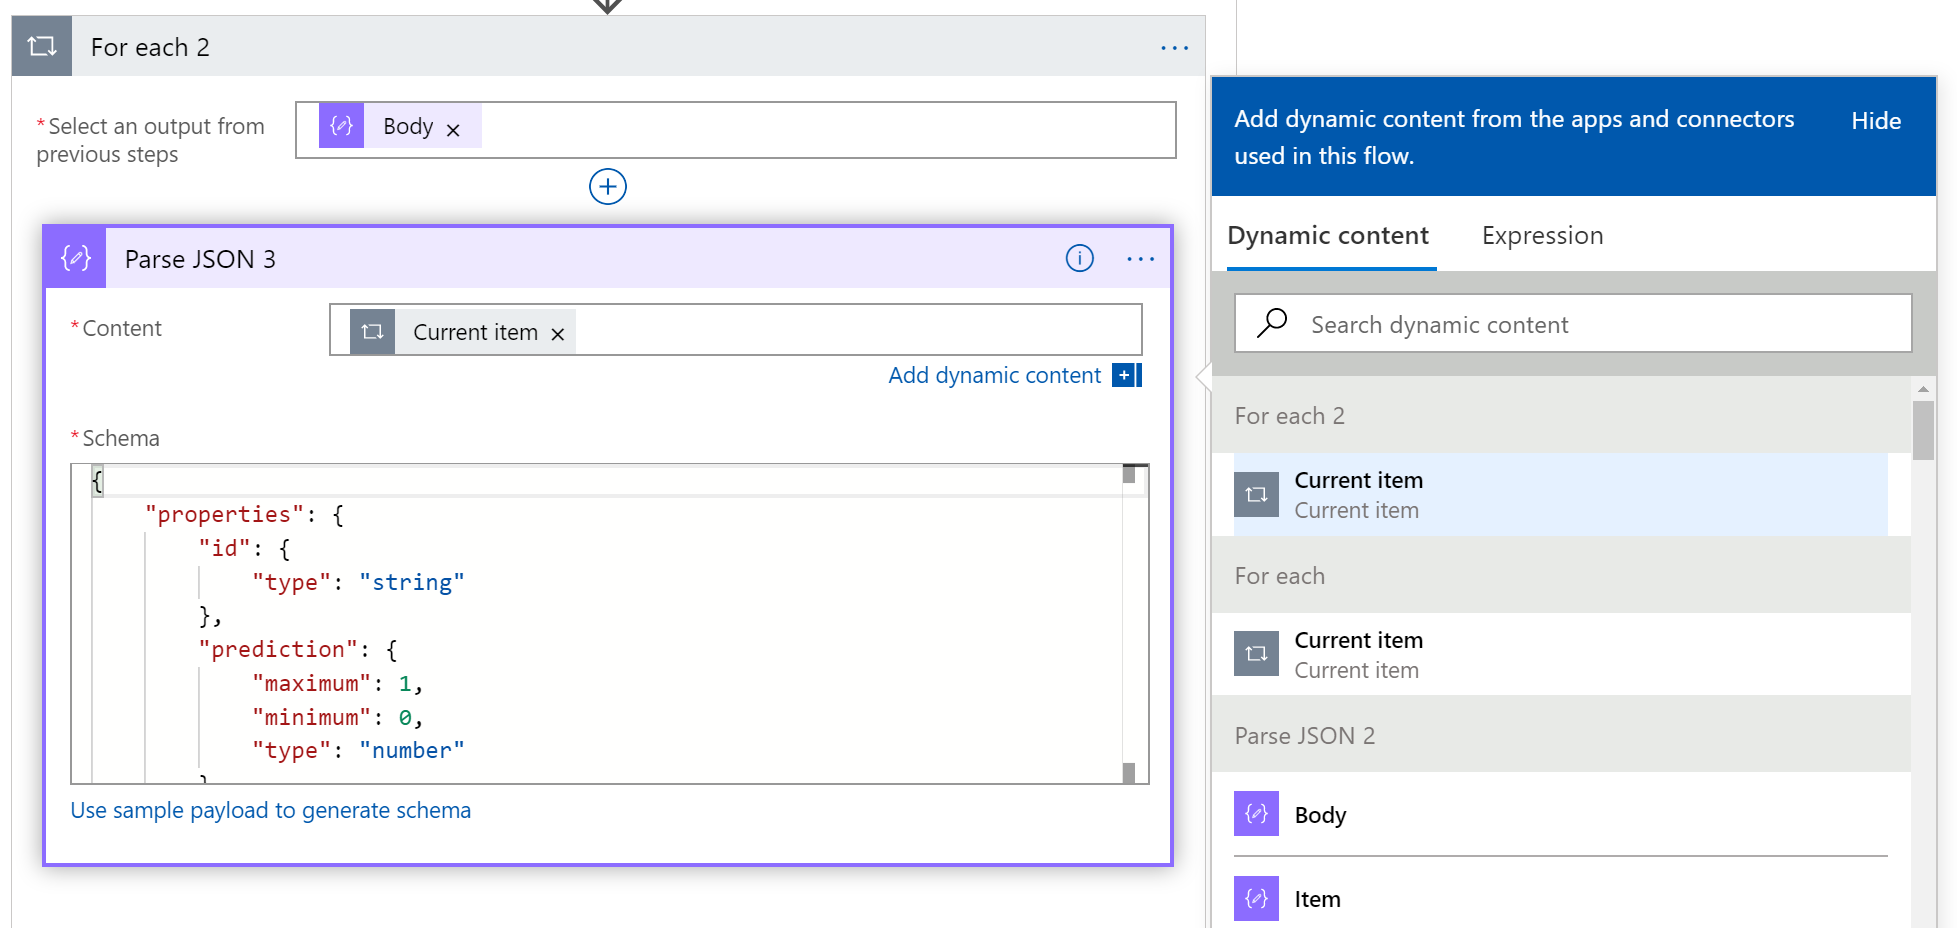 For each 2
...
*Select an output from
previous steps
Body ×
Parse JSON 3
...
*Content
Current item ×
Add dynamic content
*Schema
{
"properties": {
"id": {
"type": "string"
},
"prediction": {
"maximum": 1,
"minimum": 0,
"type": "number"
}
Use sample payload to generate schema
Add dynamic content from the apps and connectors
used in this flow.
Hide
Dynamic content
Expression
Search dynamic content
For each 2
Current item
Current item
For each
Current item
Current item
Parse JSON 2
Body
Item